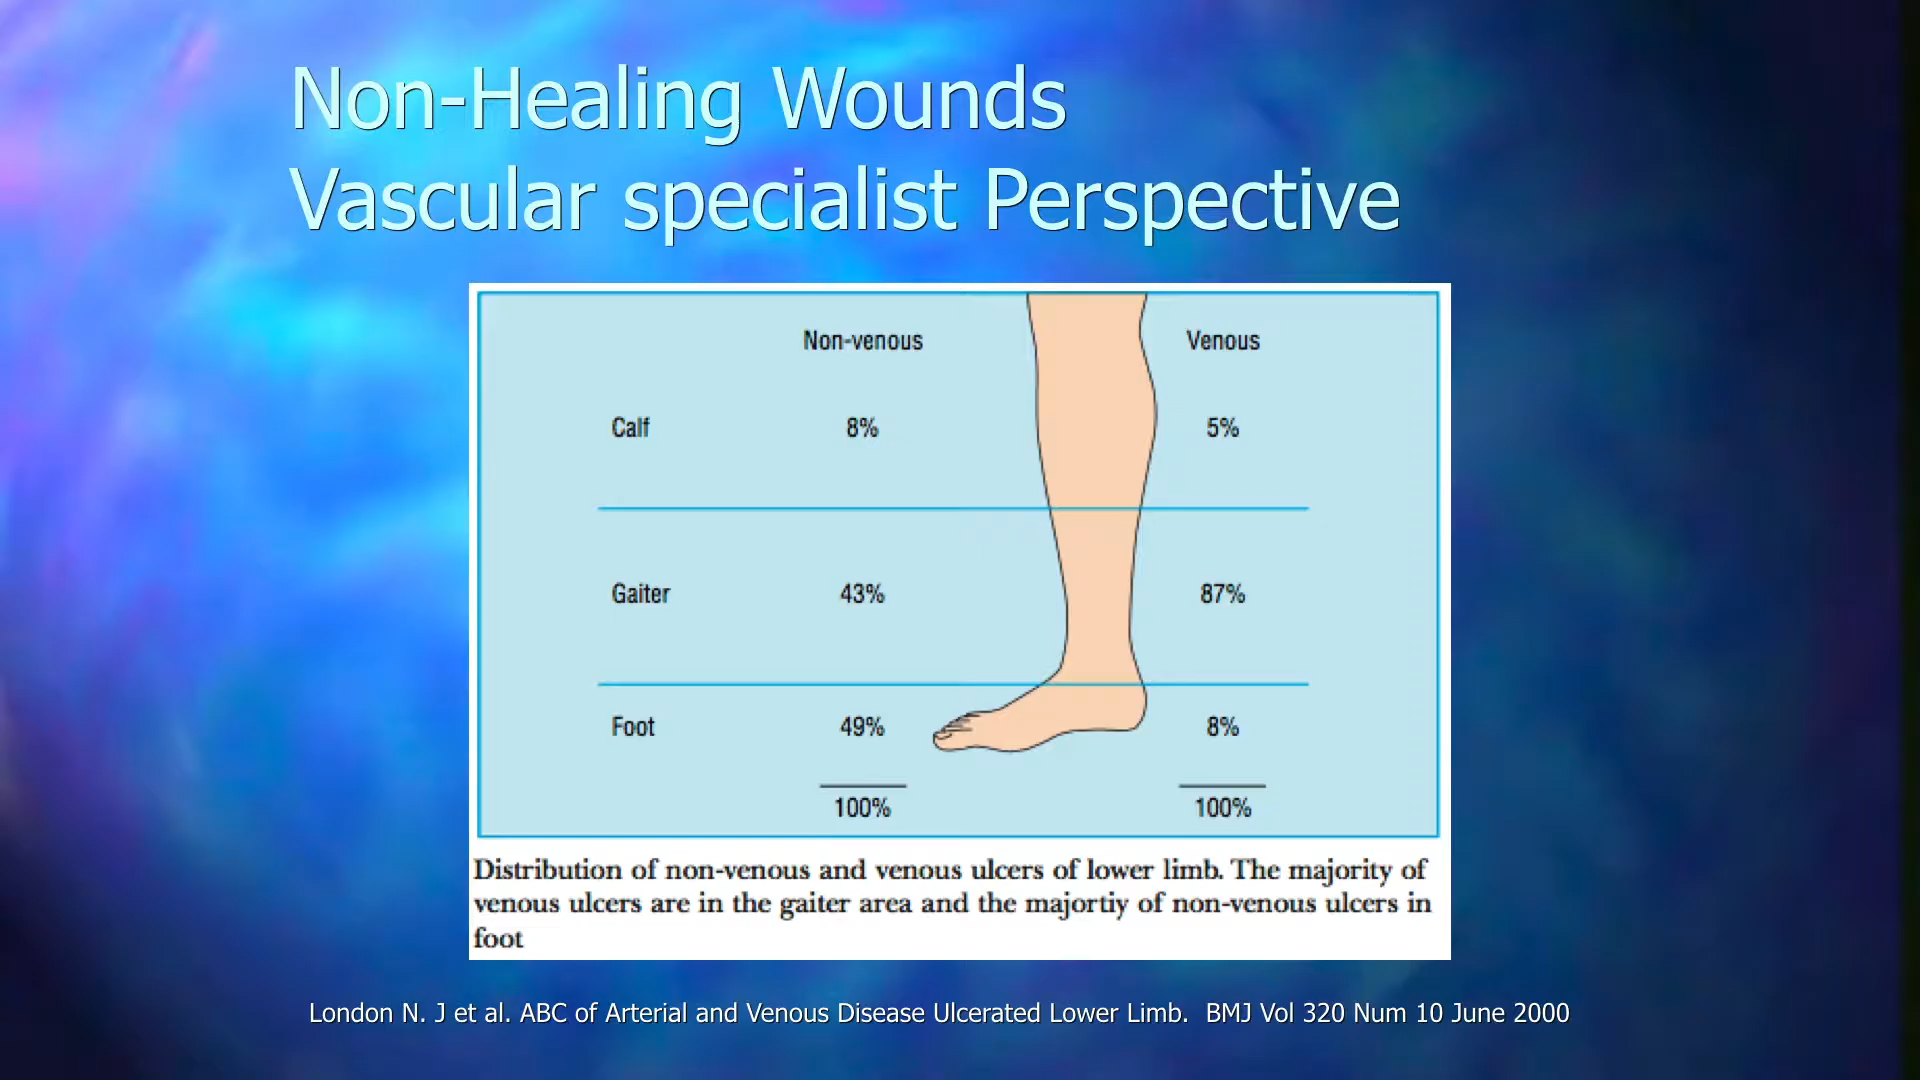 Non-Healing Wounds
Vascular specialist Perspective
Non-venous Venous
Calf 8% 5%
Gaiter 43% 87%
Foot 49% 8%
100% 100%
Distribution of non-venous and venous ulcers of lower limb. The majority of
venous ulcers are in the gaiter area and the majortiy of non-venous ulcers in
foot
London N. J et al. ABC of Arterial and Venous Disease Ulcerated Lower Limb. BMJ Vol 320 Num 10 June 2000